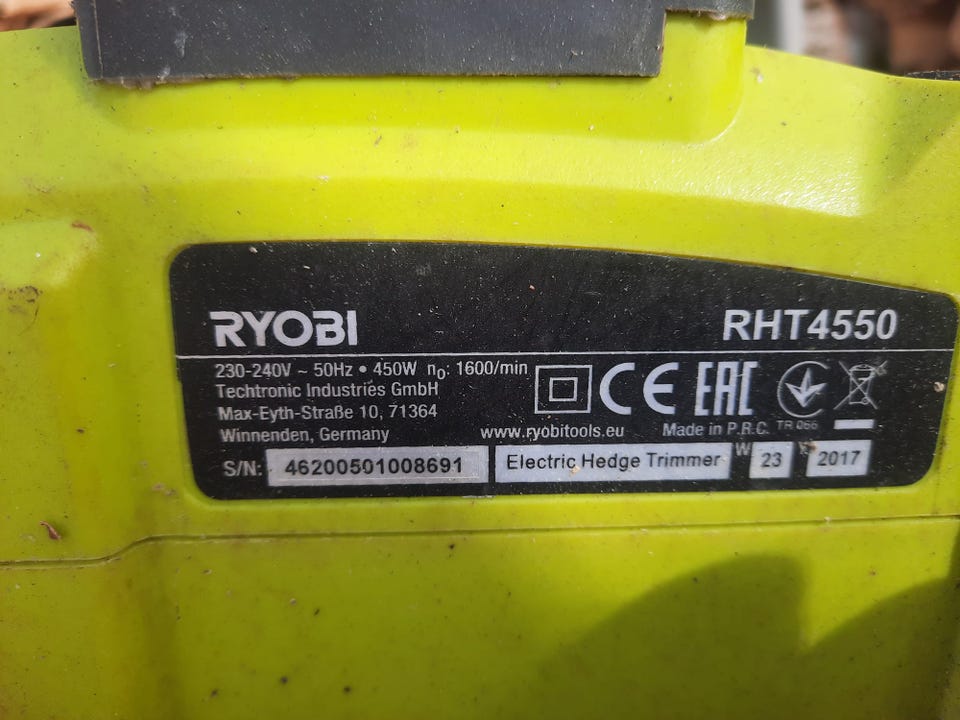 RYOBI RHT4550
230-240V ~ 50Hz • 450W n₀: 1600/min
Techtronic Industries GmbH
Max-Eyth-Straße 10, 71364
Winnenden, Germany
www.ryobitools.eu
CE EAC
Made in P.R.C. TR 066
S/N: 46200501008691 Electric Hedge Trimmer W 23 Y 2017